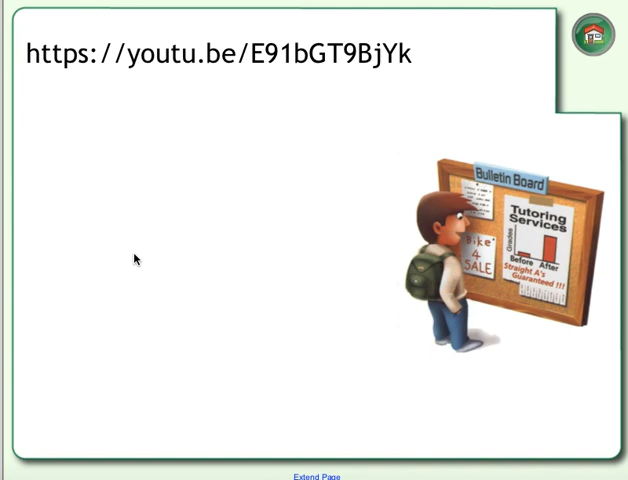 https://youtu.be/E91bGT9BjYk
Bulletin Board
Tutoring
Services
Grades
Before After
Straight A's
Guaranteed !!!
Bike
4
SALE
Extend Page